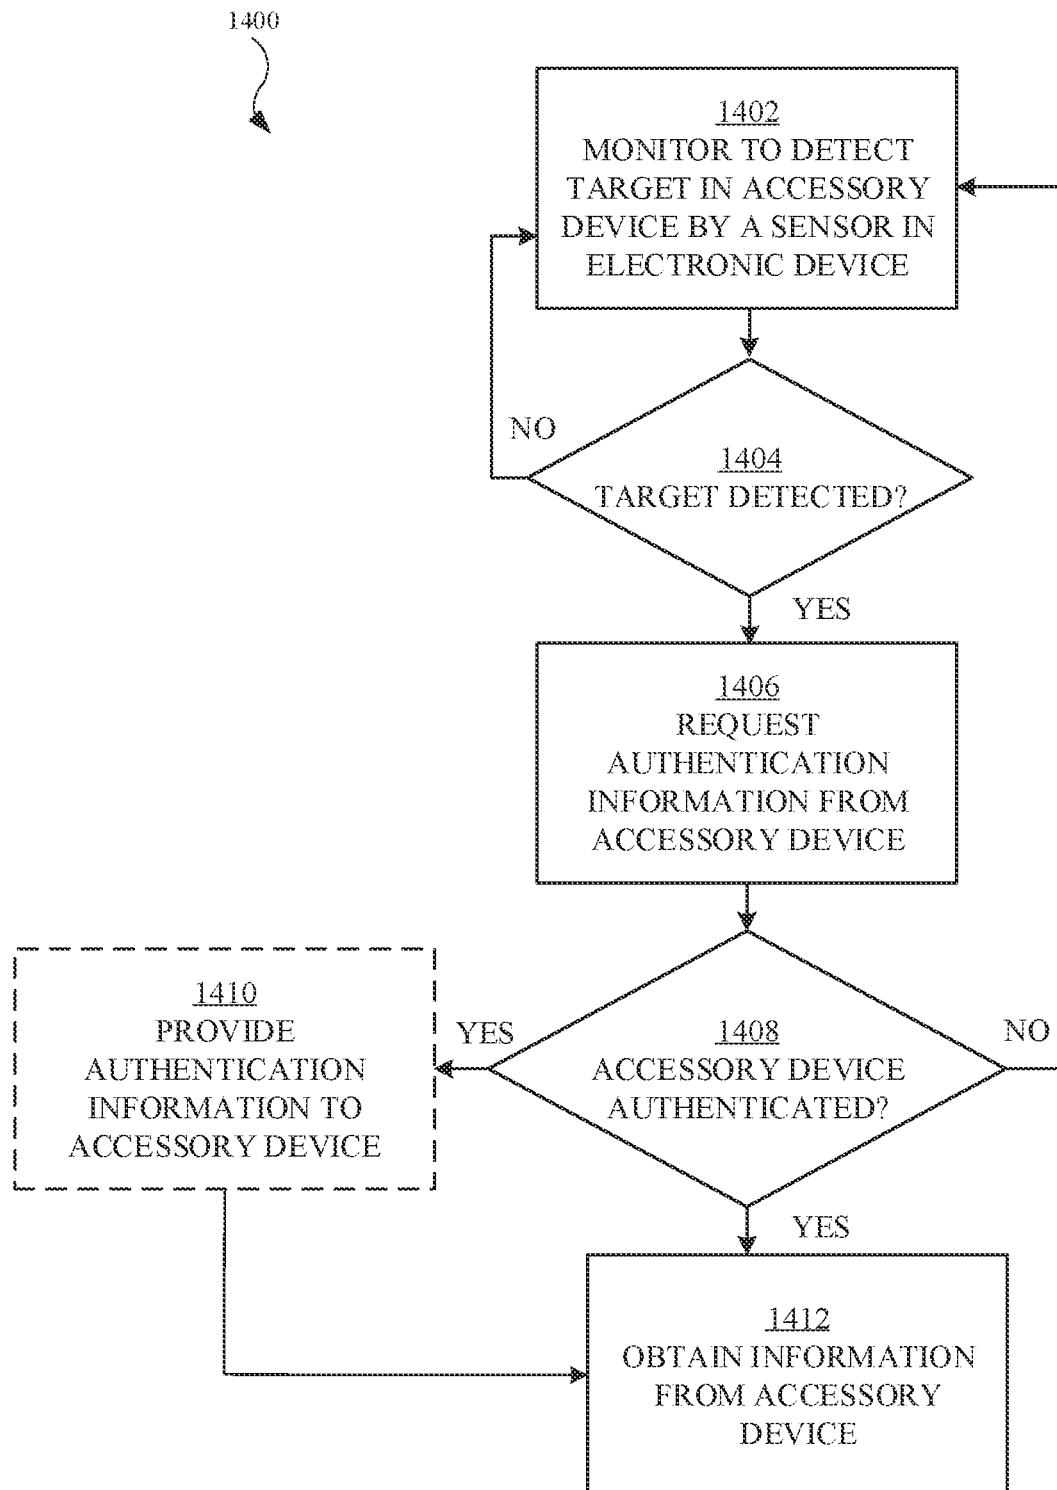 1400
1402
MONITOR TO DETECT
TARGET IN ACCESSORY
DEVICE BY A SENSOR IN
ELECTRONIC DEVICE
NO
1404
TARGET DETECTED?
YES
1406
REQUEST
AUTHENTICATION
INFORMATION FROM
ACCESSORY DEVICE
1410
PROVIDE
AUTHENTICATION
INFORMATION TO
ACCESSORY DEVICE
YES
1408
ACCESSORY DEVICE
AUTHENTICATED?
NO
YES
1412
OBTAIN INFORMATION
FROM ACCESSORY
DEVICE